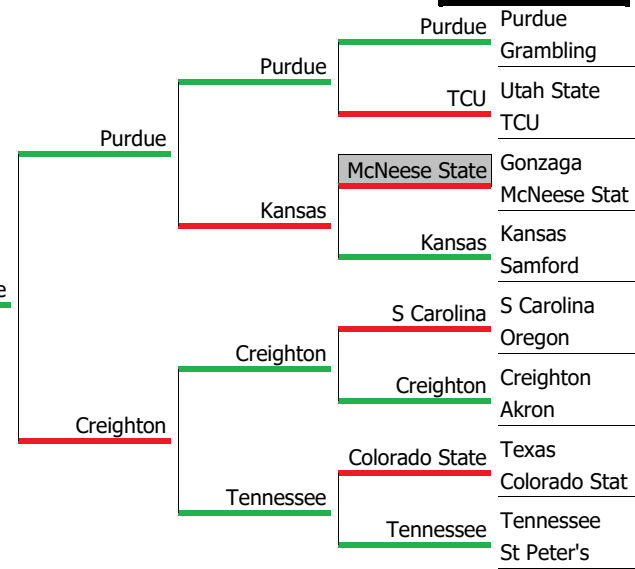 Purdue
Purdue
Grambling
Purdue
TCU
Utah State
TCU
Purdue
McNeese State
Gonzaga
McNeese Stat
Kansas
Kansas
Kansas
Samford
e
S Carolina
S Carolina
Oregon
Creighton
Creighton
Creighton
Akron
Creighton
Colorado State
Texas
Colorado Stat
Tennessee
Tennessee
Tennessee
St Peter's